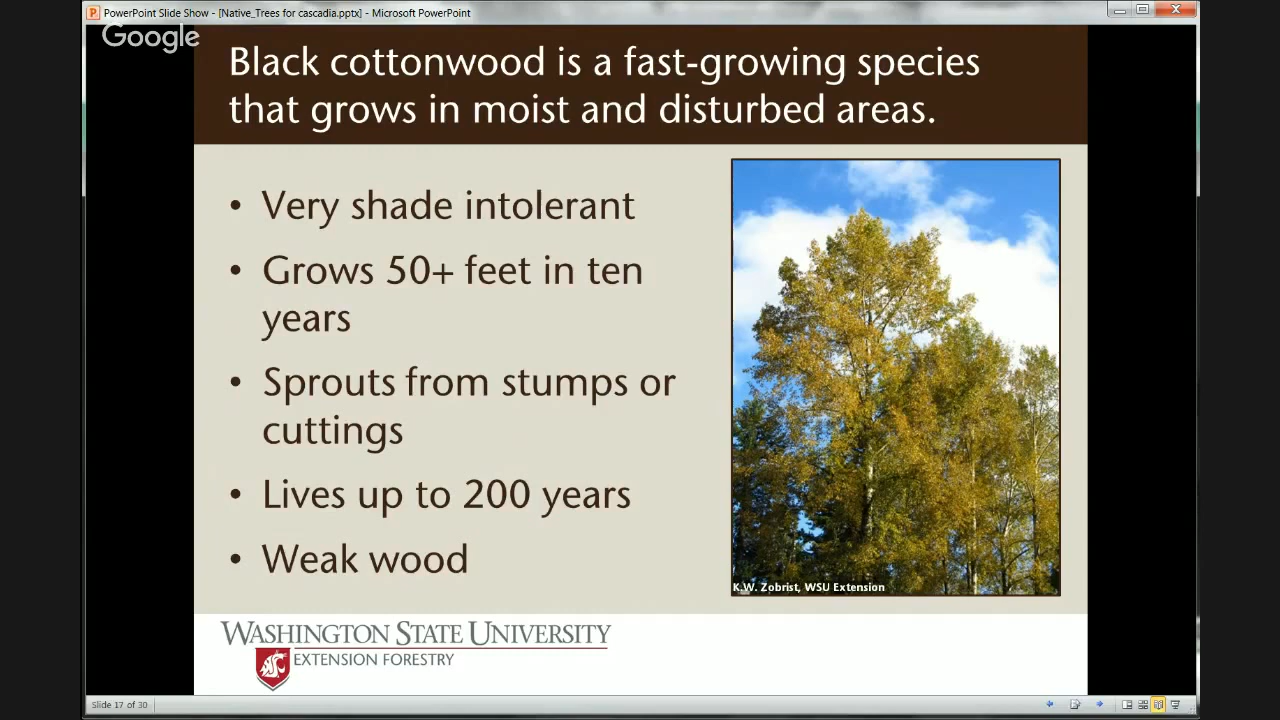 PowerPoint Slide Show - [Native_Trees for cascadia.pptx] - Microsoft PowerPoint
Google
Black cottonwood is a fast-growing species
that grows in moist and disturbed areas.
• Very shade intolerant
• Grows 50+ feet in ten
years
• Sprouts from stumps or
cuttings
• Lives up to 200 years
• Weak wood
K.W. Zobrist, WSU Extension
WASHINGTON STATE UNIVERSITY
EXTENSION FORESTRY
Slide 17 of 30